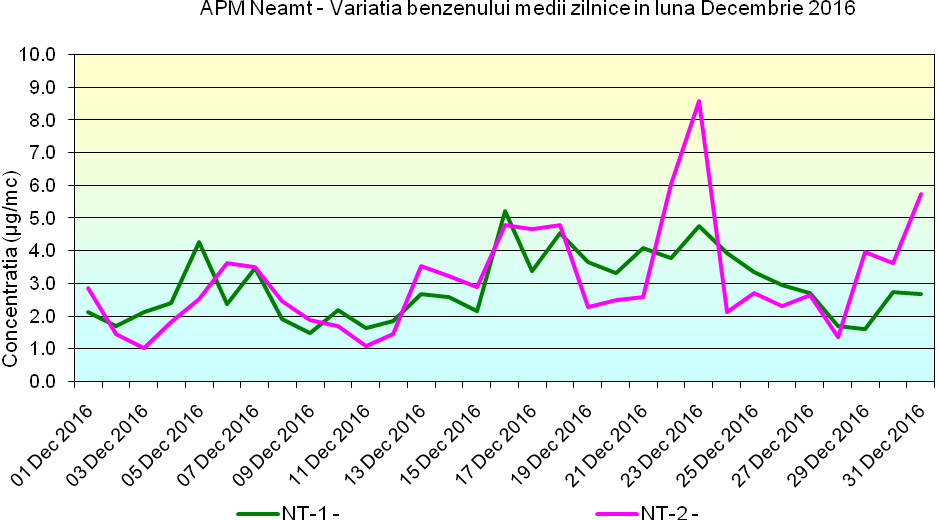 APM Neamt - Variatia benzenului medii zilnice in luna Decembrie 2016
Concentratia (µg/mc)
10.0
9.0
8.0
7.0
6.0
5.0
4.0
3.0
2.0
1.0
0.0
01 Dec 2016
03 Dec 2016
05 Dec 2016
07 Dec 2016
09 Dec 2016
11 Dec 2016
13 Dec 2016
15 Dec 2016
17 Dec 2016
19 Dec 2016
21 Dec 2016
23 Dec 2016
25 Dec 2016
27 Dec 2016
29 Dec 2016
31 Dec 2016
NT-1 - NT-2 -